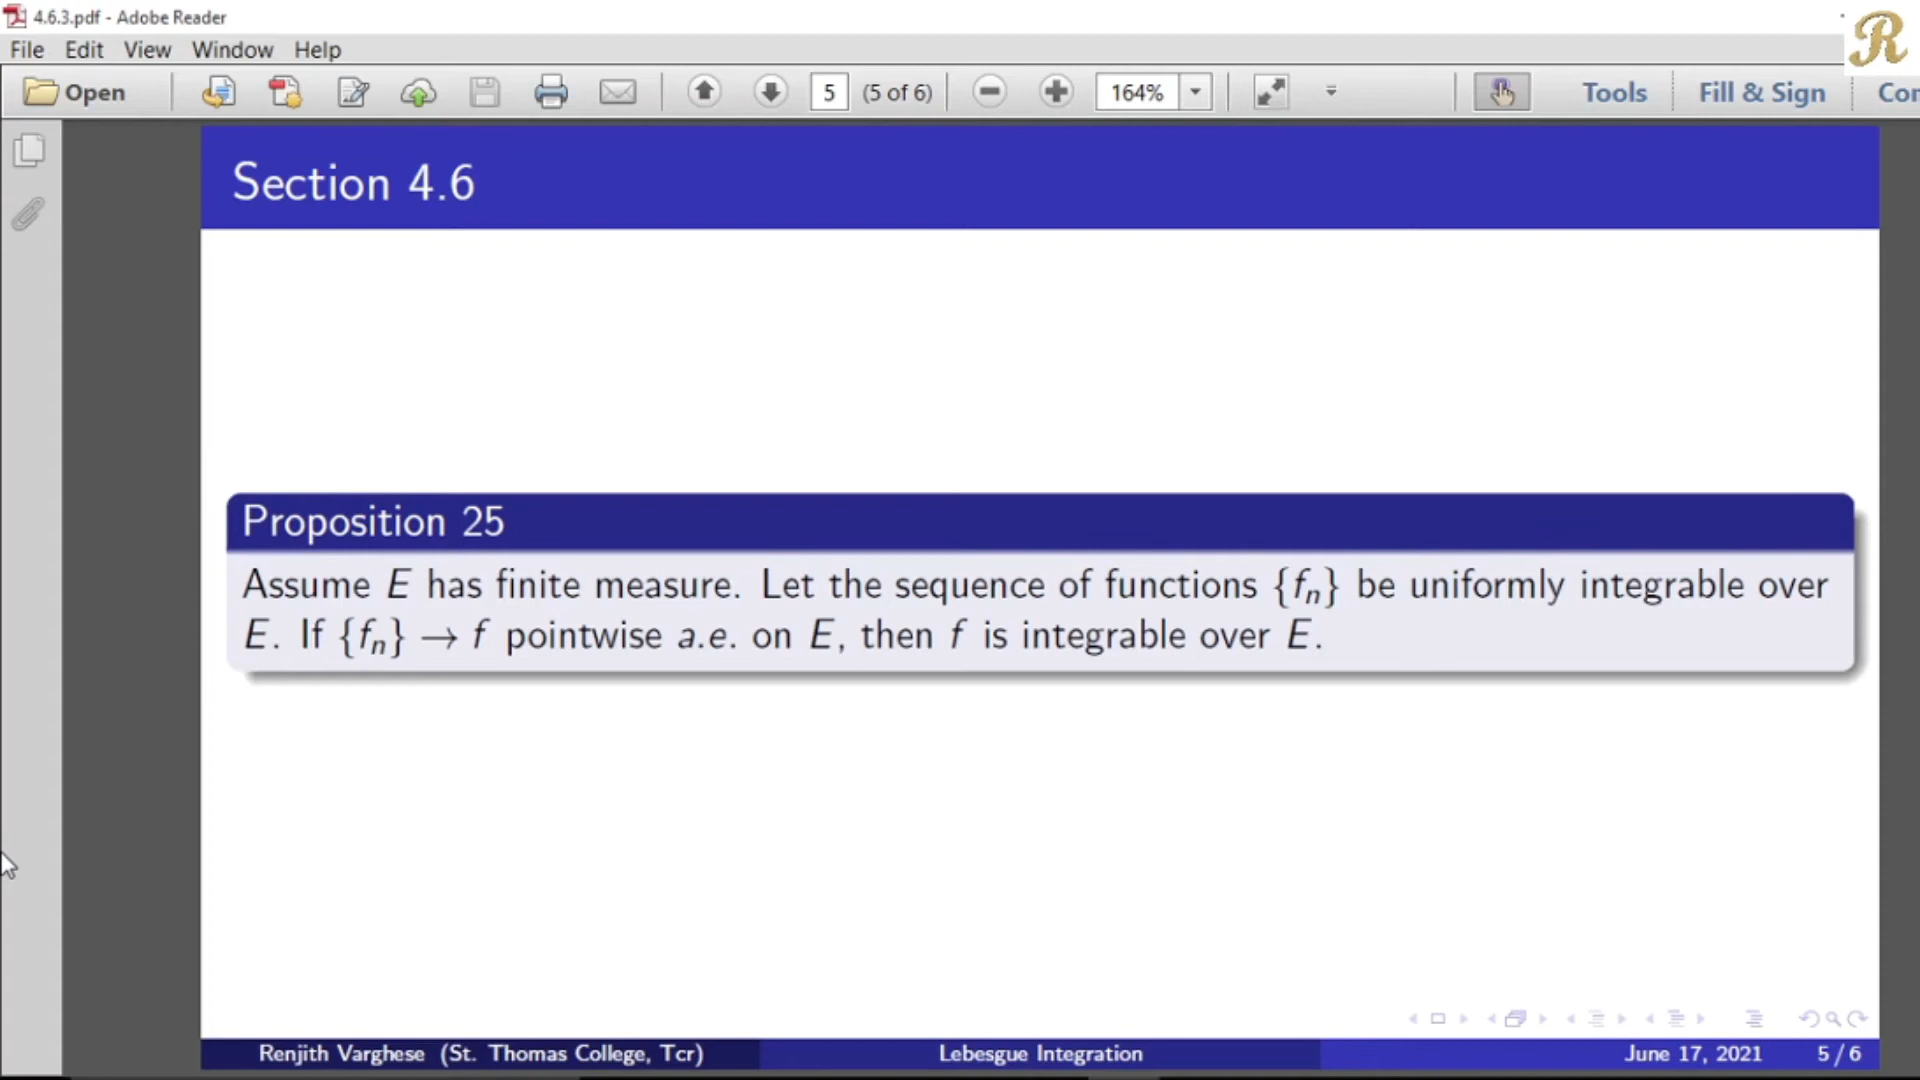 4.6.3.pdf - Adobe Reader
File Edit View Window Help
Open 5 (5 of 6) 164% Tools Fill & Sign
R
Section 4.6
Proposition 25
Assume E has finite measure. Let the sequence of functions {fₙ} be uniformly integrable over
E. If {fₙ} → f pointwise a.e. on E, then f is integrable over E.
Renjith Varghese (St. Thomas College, Tcr) Lebesgue Integration June 17, 2021 5 / 6